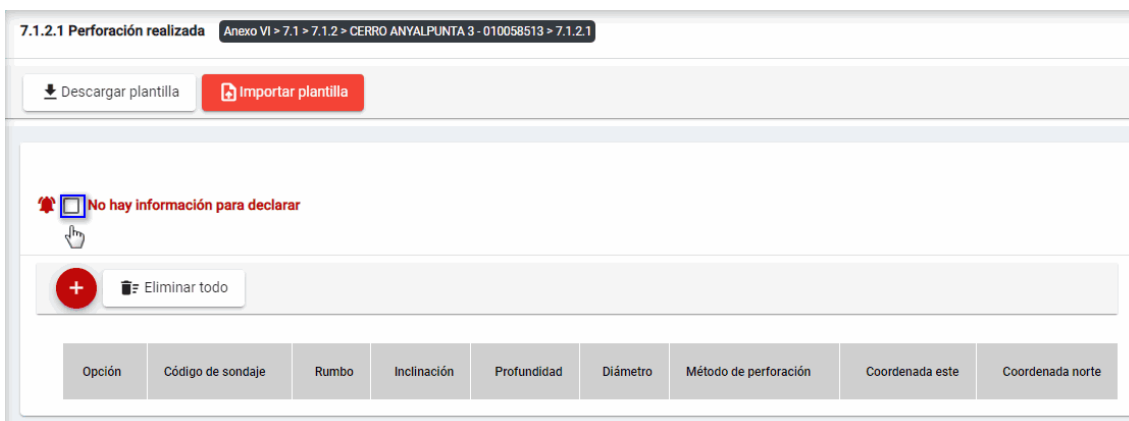 7.1.2.1 Perforación realizada Anexo VI > 7.1 > 7.1.2 > CERRO ANYALPUNTA 3 - 010058513 > 7.1.2.1
Descargar plantilla Importar plantilla
No hay información para declarar
+ Eliminar todo
Opción Código de sondaje Rumbo Inclinación Profundidad Diámetro Método de perforación Coordenada este Coordenada norte